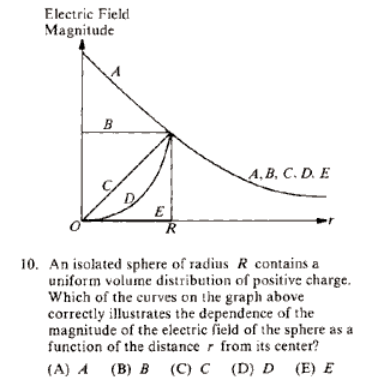 Electric Field
Magnitude
A
B
C
D
E
A, B, C, D, E
O
R
r
10. An isolated sphere of radius R contains a
uniform volume distribution of positive charge.
Which of the curves on the graph above
correctly illustrates the dependence of the
magnitude of the electric field of the sphere as a
function of the distance r from its center?
(A) A (B) B (C) C (D) D (E) E